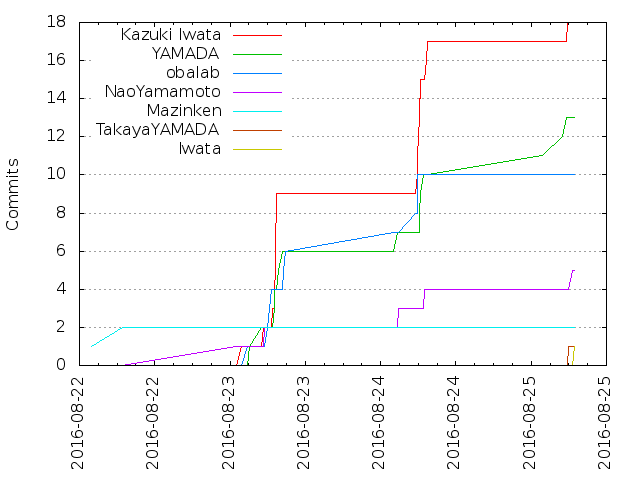 18
16
14
12
10
8
6
4
2
0
Commits
Kazuki Iwata
YAMADA
obalab
NaoYamamoto
Mazinken
TakayaYAMADA
Iwata
2016-08-22
2016-08-22
2016-08-23
2016-08-23
2016-08-24
2016-08-24
2016-08-25
2016-08-25